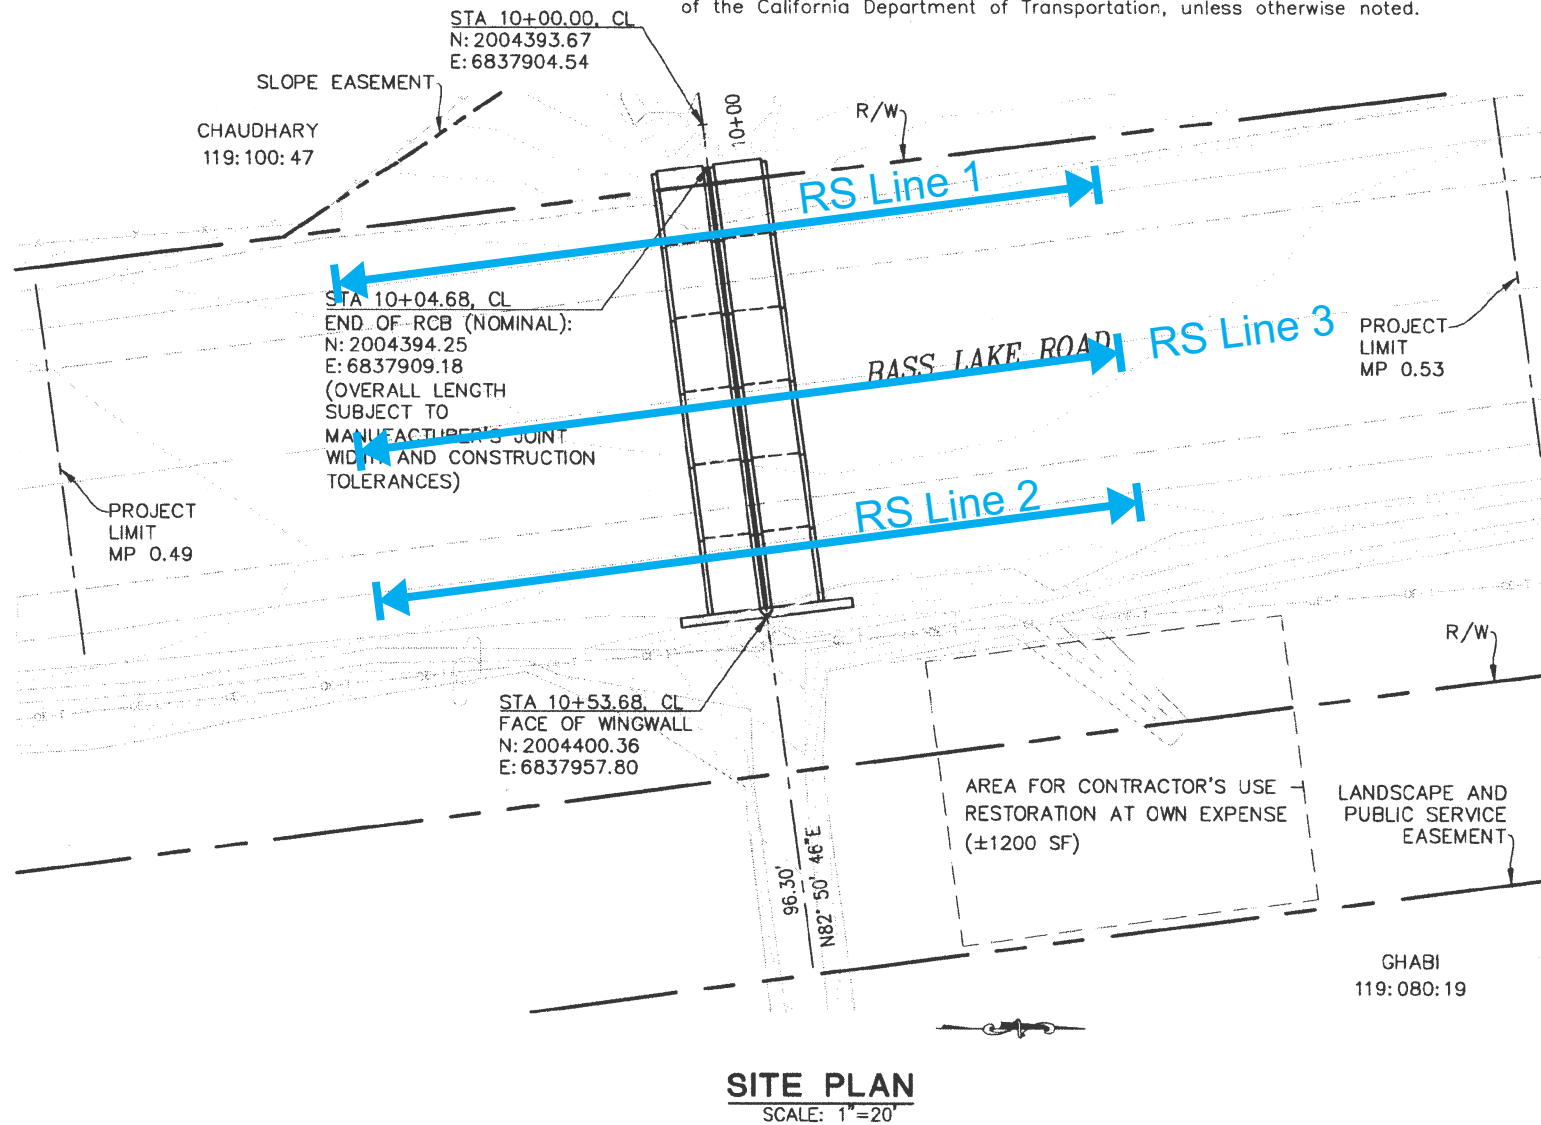 of the California Department of Transportation, unless otherwise noted.
STA 10+00.00, CL
N: 2004393.67
E: 6837904.54
SLOPE EASEMENT
CHAUDHARY
119:100:47
10+00
R/W
RS Line 1
STA 10+04.68, CL
END OF RCB (NOMINAL):
N: 2004394.25
E: 6837909.18
(OVERALL LENGTH
SUBJECT TO
MANUFACTURER'S JOINT
WIDTH AND CONSTRUCTION
TOLERANCES)
BASS LAKE ROAD
RS Line 3
PROJECT
LIMIT
MP 0.53
PROJECT
LIMIT
MP 0.49
RS Line 2
R/W
STA 10+53.68, CL
FACE OF WINGWALL
N: 2004400.36
E: 6837957.80
AREA FOR CONTRACTOR'S USE
RESTORATION AT OWN EXPENSE
(±1200 SF)
LANDSCAPE AND
PUBLIC SERVICE
EASEMENT
96.30'
N82° 50' 46"E
GHABI
119:080:19
SITE PLAN
SCALE: 1"=20'